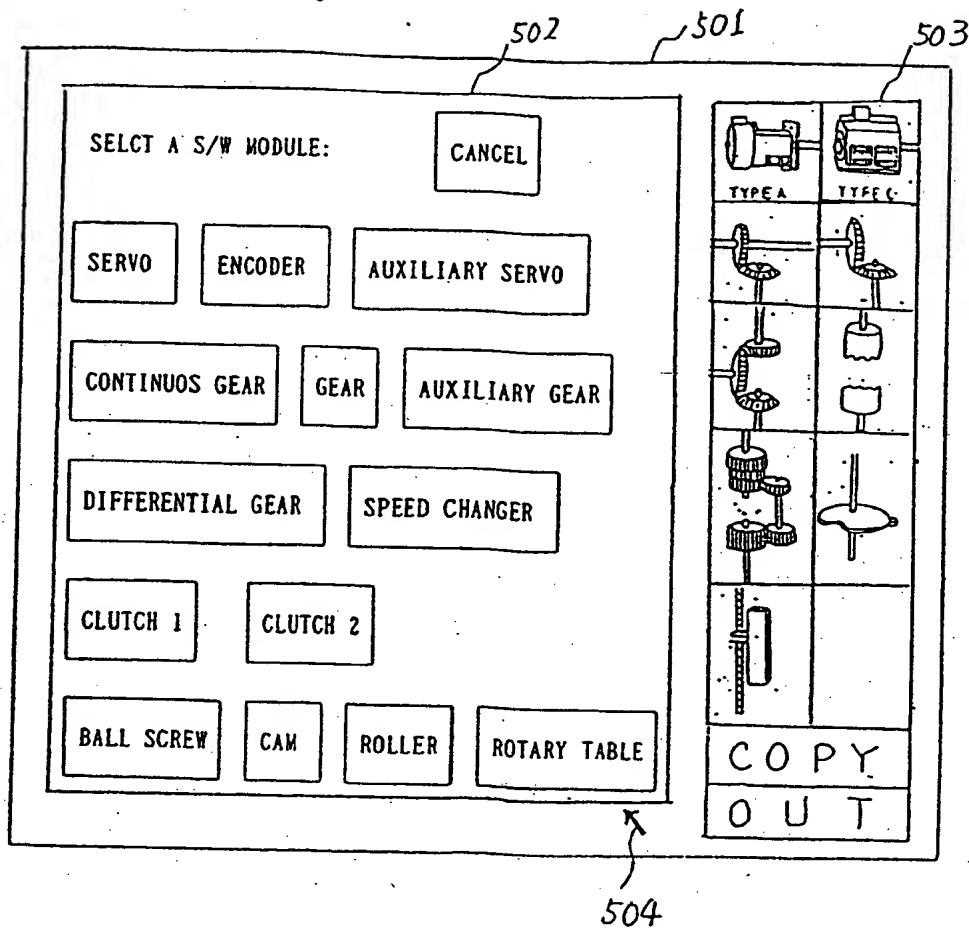 502
501
503
SELCT A S/W MODULE:
CANCEL
TYPE A
TYPE C
SERVO
ENCODER
AUXILIARY SERVO
CONTINUOS GEAR
GEAR
AUXILIARY GEAR
DIFFERENTIAL GEAR
SPEED CHANGER
CLUTCH 1
CLUTCH 2
BALL SCREW
CAM
ROLLER
ROTARY TABLE
COPY
OUT
504